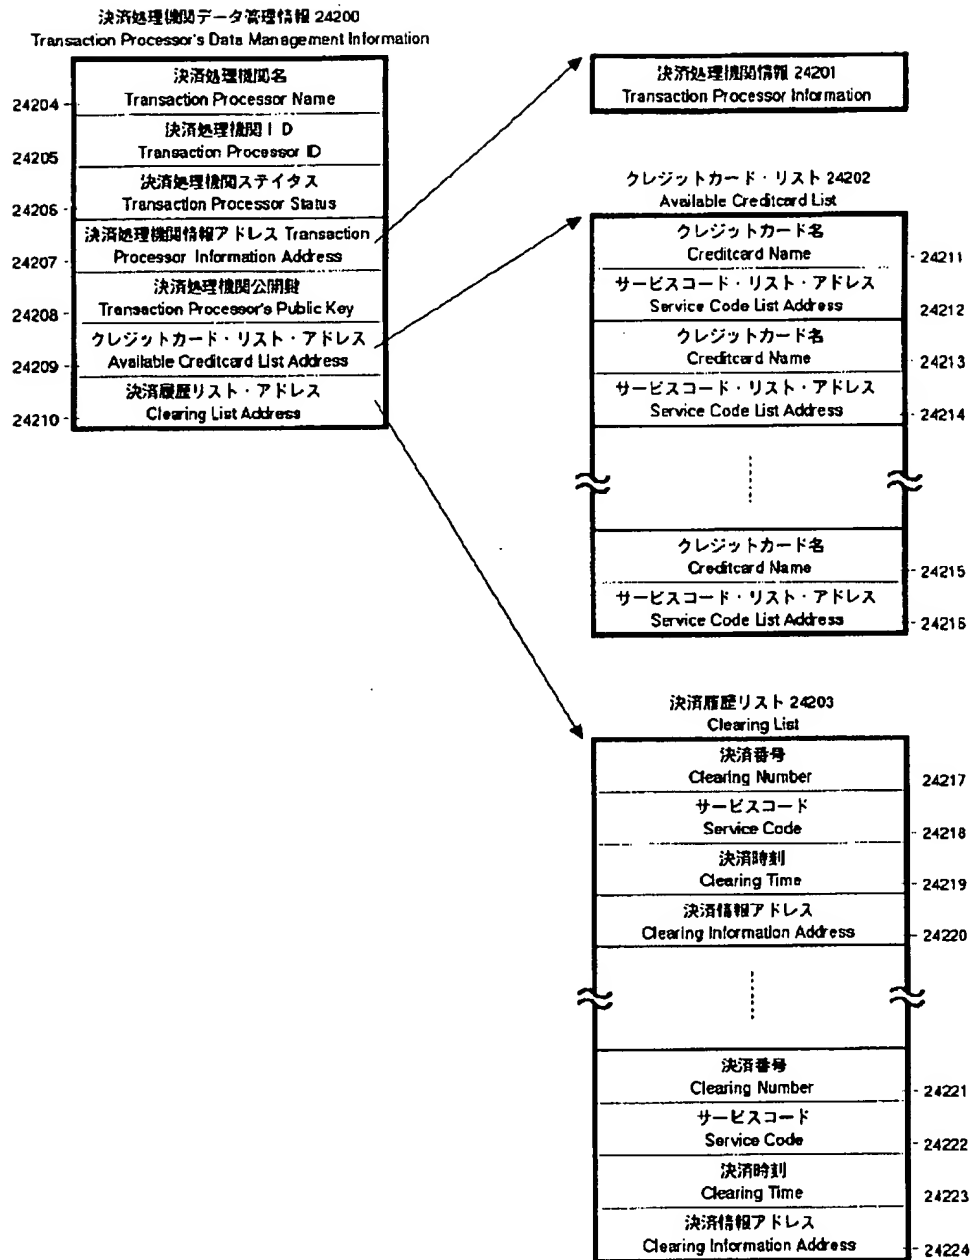 決済処理機関データ管理情報 24200
Transaction Processor's Data Management Information
決済処理機関名
Transaction Processor Name
24204
決済処理機関ID
Transaction Processor ID
24205
決済処理機関ステイタス
Transaction Processor Status
24206
決済処理機関情報アドレス Transaction
Processor Information Address
24207
決済処理機関公開鍵
Transaction Processor's Public Key
24208
クレジットカード・リスト・アドレス
Available Creditcard List Address
24209
決済履歴リスト・アドレス
Clearing List Address
24210
決済処理機関情報 24201
Transaction Processor Information
クレジットカード・リスト 24202
Available Creditcard List
クレジットカード名
Creditcard Name
24211
サービスコード・リスト・アドレス
Service Code List Address
24212
クレジットカード名
Creditcard Name
24213
サービスコード・リスト・アドレス
Service Code List Address
24214
クレジットカード名
Creditcard Name
24215
サービスコード・リスト・アドレス
Service Code List Address
24216
決済履歴リスト 24203
Clearing List
決済番号
Clearing Number
24217
サービスコード
Service Code
24218
決済時刻
Clearing Time
24219
決済情報アドレス
Clearing Information Address
24220
決済番号
Clearing Number
24221
サービスコード
Service Code
24222
決済時刻
Clearing Time
24223
決済情報アドレス
Clearing Information Address
24224